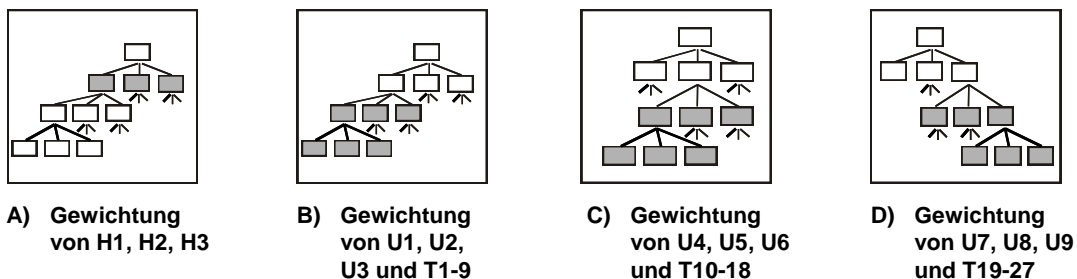 A) Gewichtung
von H1, H2, H3
B) Gewichtung
von U1, U2,
U3 und T1-9
C) Gewichtung
von U4, U5, U6
und T10-18
D) Gewichtung
von U7, U8, U9
und T19-27